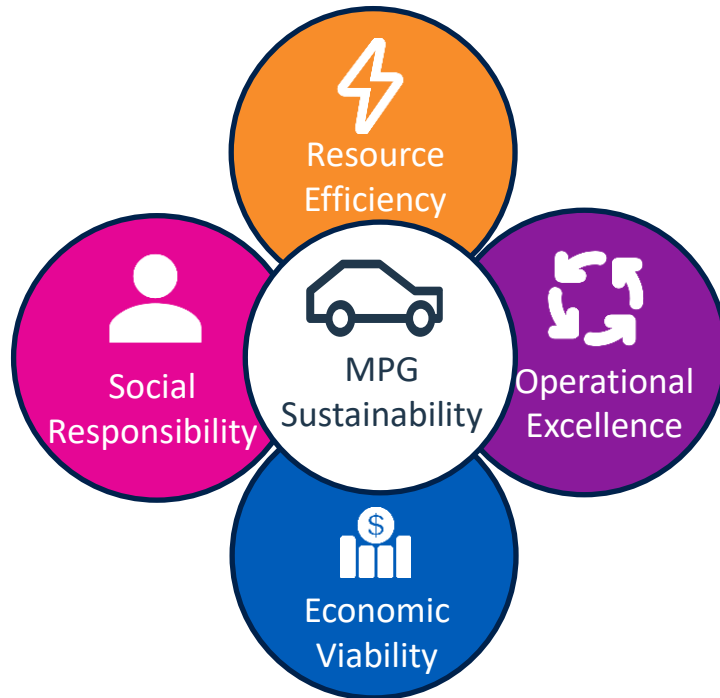 Resource
Efficiency
Social
Responsibility
MPG
Sustainability
Operational
Excellence
$
Economic
Viability